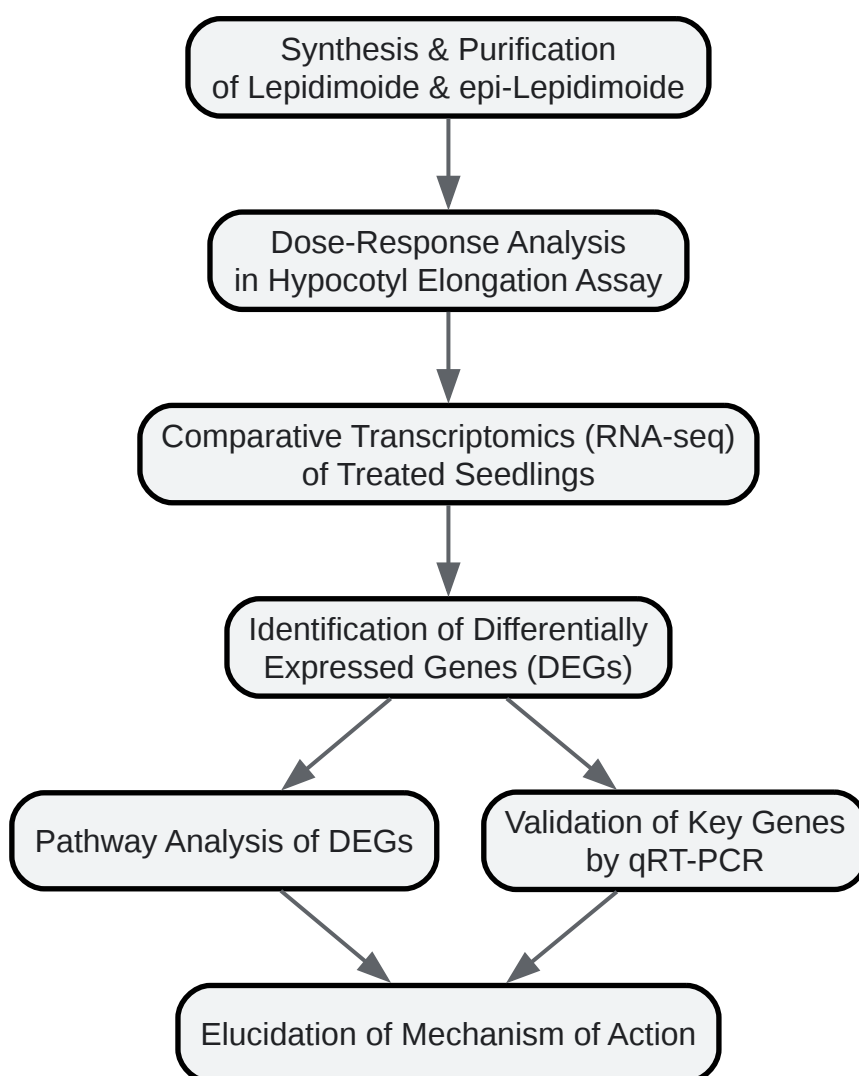 Synthesis & Purification
of Lepidimoide & epi-Lepidimoide
Dose-Response Analysis
in Hypocotyl Elongation Assay
Comparative Transcriptomics (RNA-seq)
of Treated Seedlings
Identification of Differentially
Expressed Genes (DEGs)
Pathway Analysis of DEGs
Validation of Key Genes
by qRT-PCR
Elucidation of Mechanism of Action